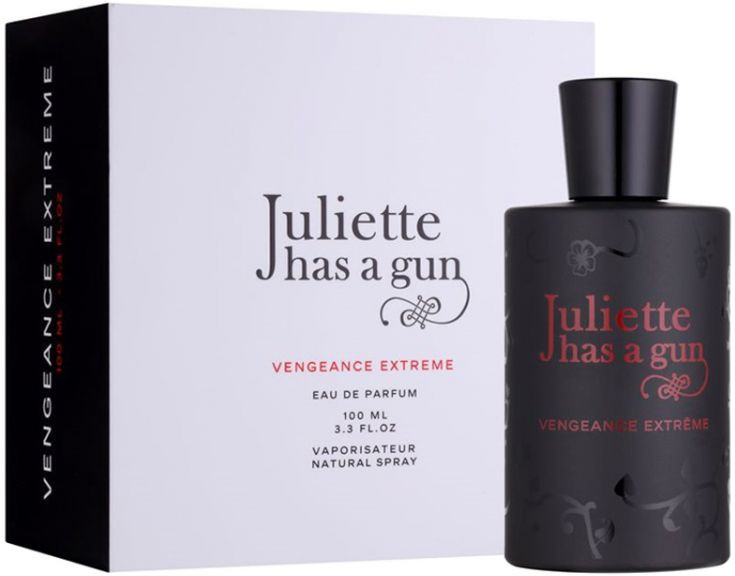 VENGEANCE EXTREME
100 ML - 3.3 FL.OZ
Juliette
has a gun
VENGEANCE EXTREME
EAU DE PARFUM
100 ML
3.3 FL.OZ
VAPORISATEUR
NATURAL SPRAY
Juliette
has a gun
VENGEANCE EXTRÊME